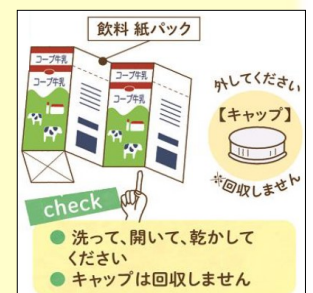 飲料 紙パック
コープ牛乳
コープ牛乳
コープ牛乳
コープ牛乳
外してください
【キャップ】
※回収しません
check
● 洗って、開いて、乾かして
ください
● キャップは回収しません